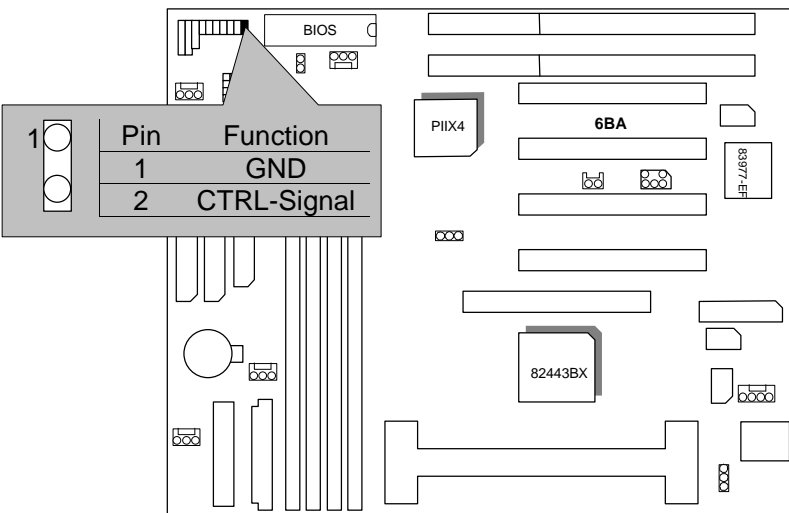 BIOS
PIIX4
6BA
83977-EF
1
Pin Function
1 GND
2 CTRL-Signal
82443BX